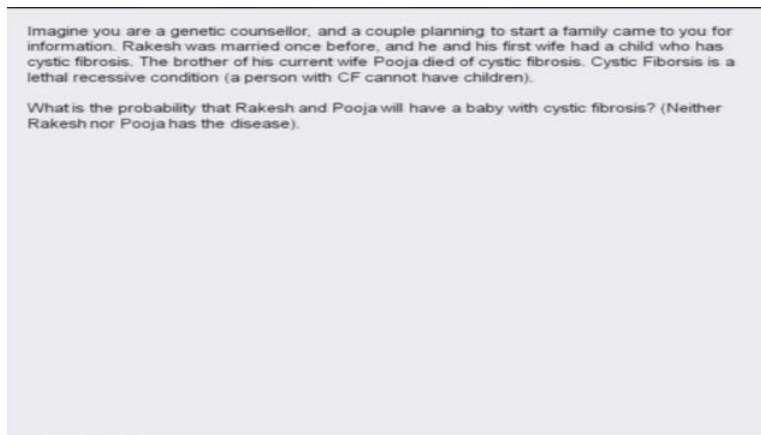 Imagine you are a genetic counsellor, and a couple planning to start a family came to you for
information. Rakesh was married once before, and he and his first wife had a child who has
cystic fibrosis. The brother of his current wife Pooja died of cystic fibrosis. Cystic Fiborsis is a
lethal recessive condition (a person with CF cannot have children).
What is the probability that Rakesh and Pooja will have a baby with cystic fibrosis? (Neither
Rakesh nor Pooja has the disease).